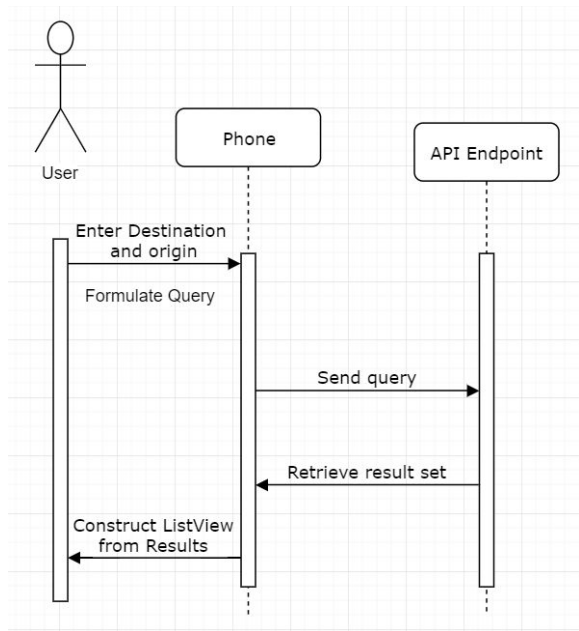 User
Phone
API Endpoint
Enter Destination
and origin
Formulate Query
Send query
Retrieve result set
Construct ListView
from Results